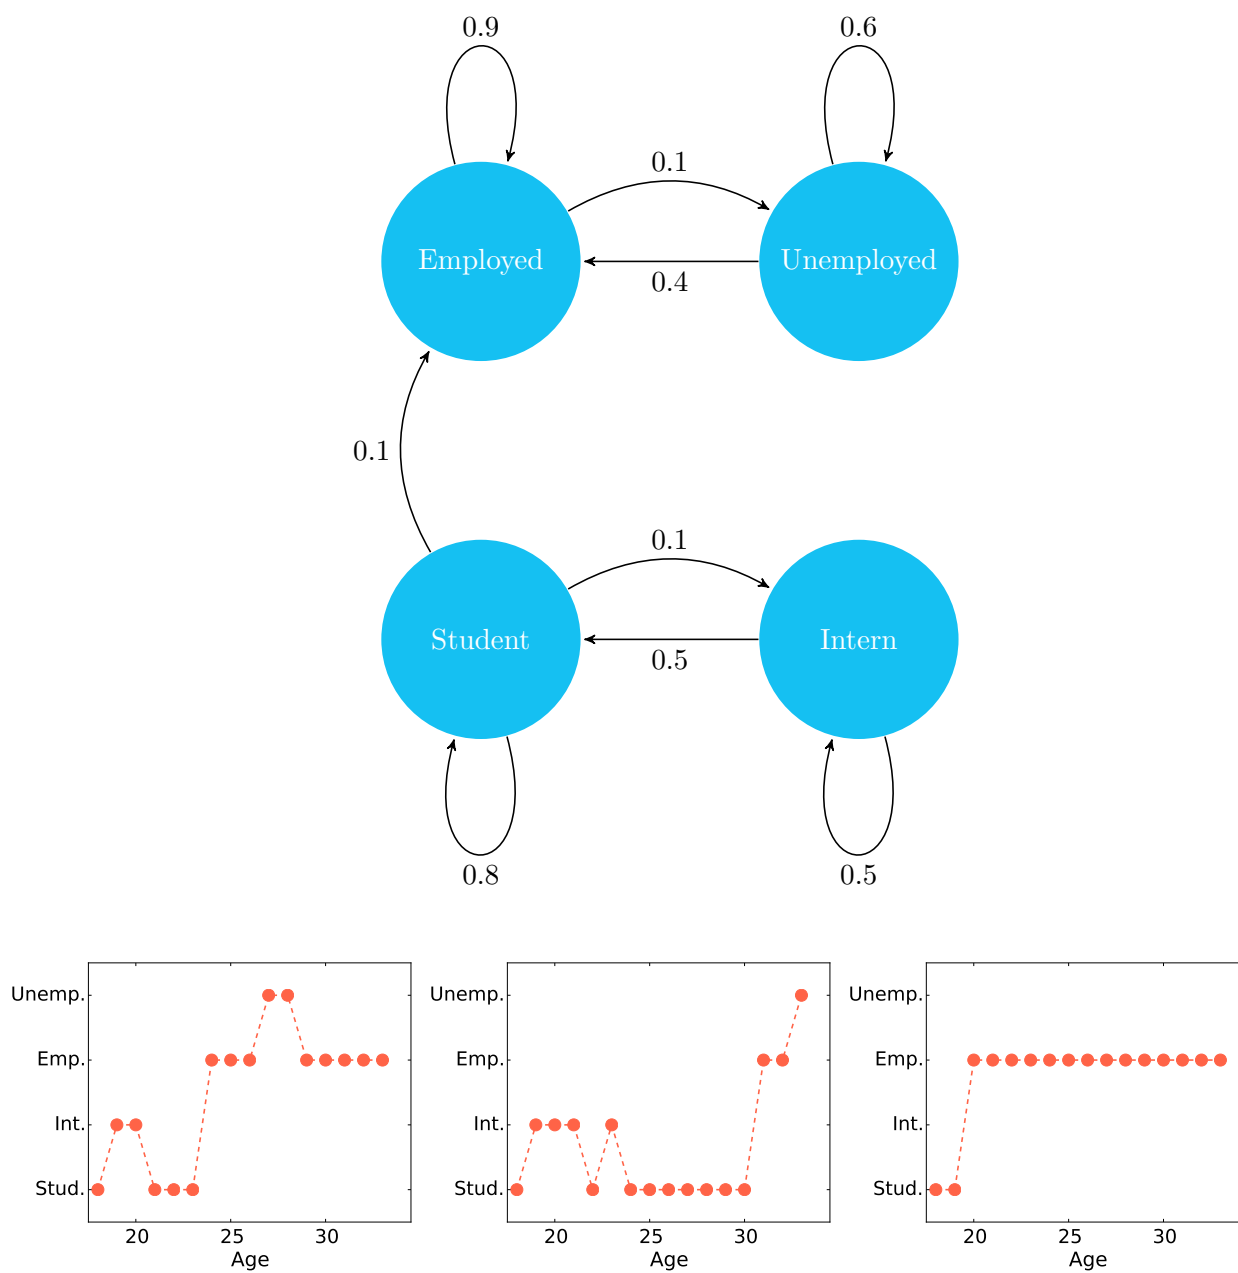 0.9
0.6
0.1
Employed
Unemployed
0.4
0.1
0.1
Student
Intern
0.5
0.8
0.5
Unemp.
Emp.
Int.
Stud.
20
25
30
Age
Unemp.
Emp.
Int.
Stud.
20
25
30
Age
Unemp.
Emp.
Int.
Stud.
20
25
30
Age